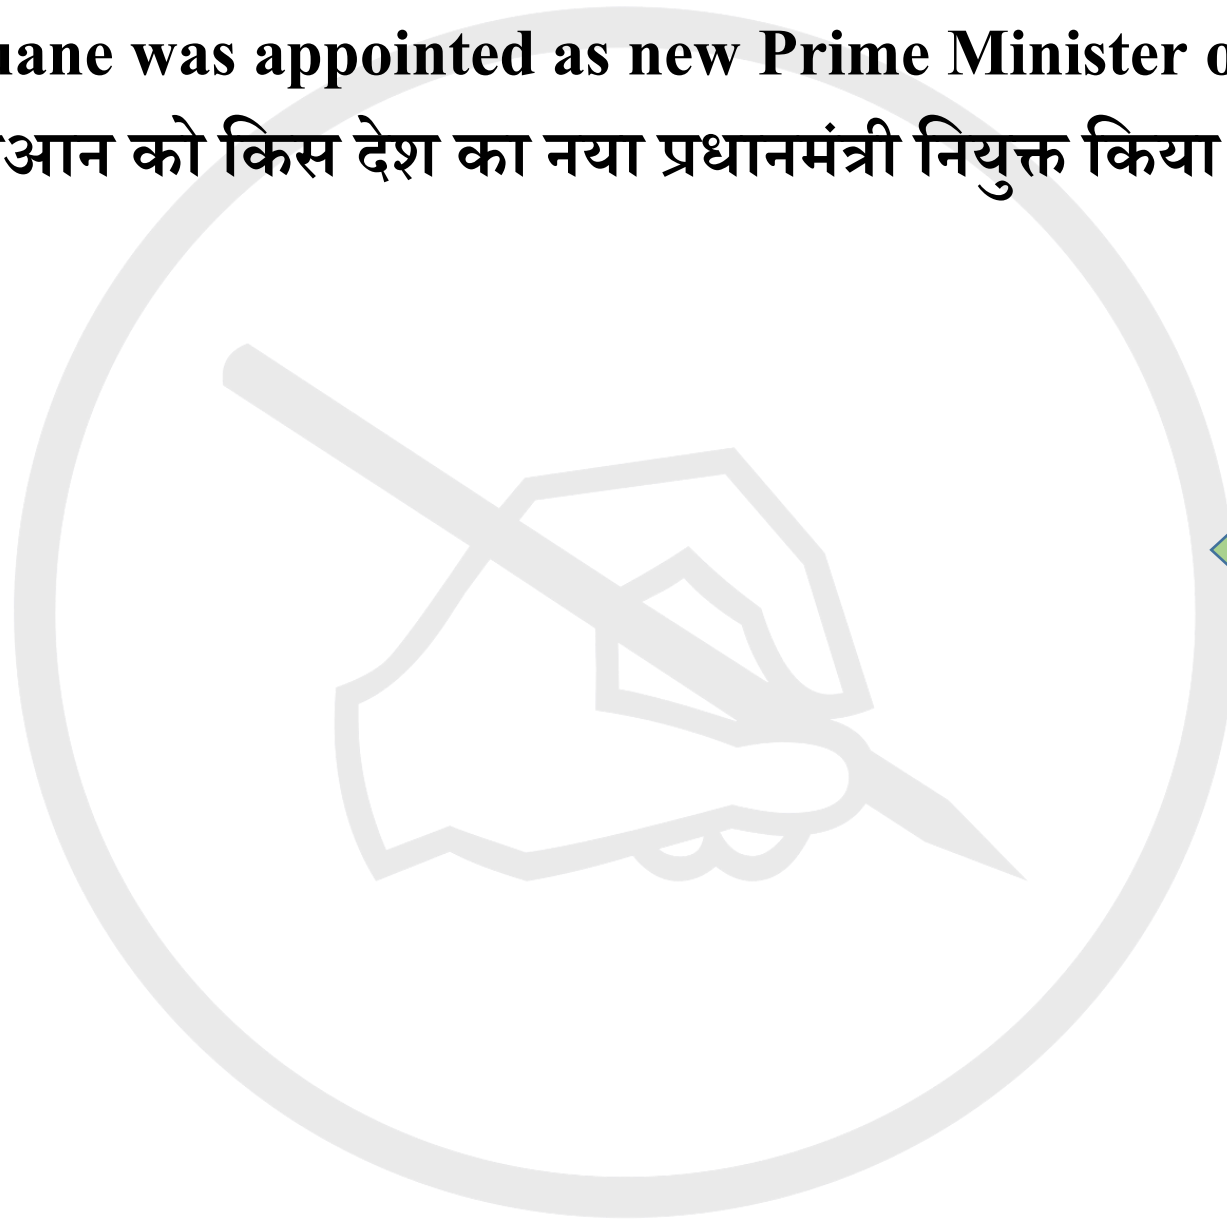 uane was appointed as new Prime Minister o
आन को किस देश का नया प्रधानमंत्री नियुक्त किया